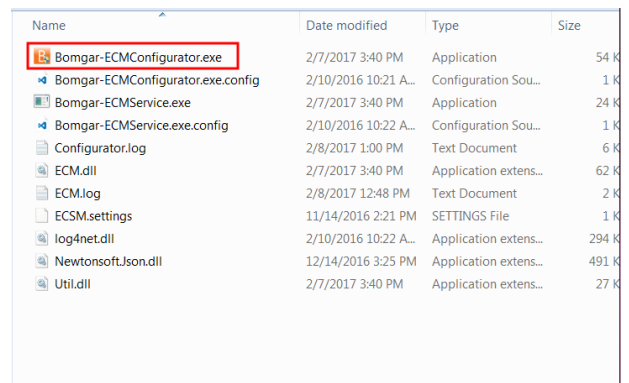 Name Date modified Type Size
Bomgar-ECMConfigurator.exe 2/7/2017 3:40 PM Application 54 K
Bomgar-ECMConfigurator.exe.config 2/10/2016 10:21 A... Configuration Sou... 1 K
Bomgar-ECMService.exe 2/7/2017 3:40 PM Application 24 K
Bomgar-ECMService.exe.config 2/10/2016 10:22 A... Configuration Sou... 1 K
Configurator.log 2/8/2017 1:00 PM Text Document 6 K
ECM.dll 2/7/2017 3:40 PM Application extens... 62 K
ECM.log 2/8/2017 12:48 PM Text Document 2 K
ECSM.settings 11/14/2016 2:21 PM SETTINGS File 1 K
log4net.dll 2/10/2016 10:22 A... Application extens... 294 K
Newtonsoft.Json.dll 12/14/2016 3:25 PM Application extens... 491 K
Util.dll 2/7/2017 3:40 PM Application extens... 27 K